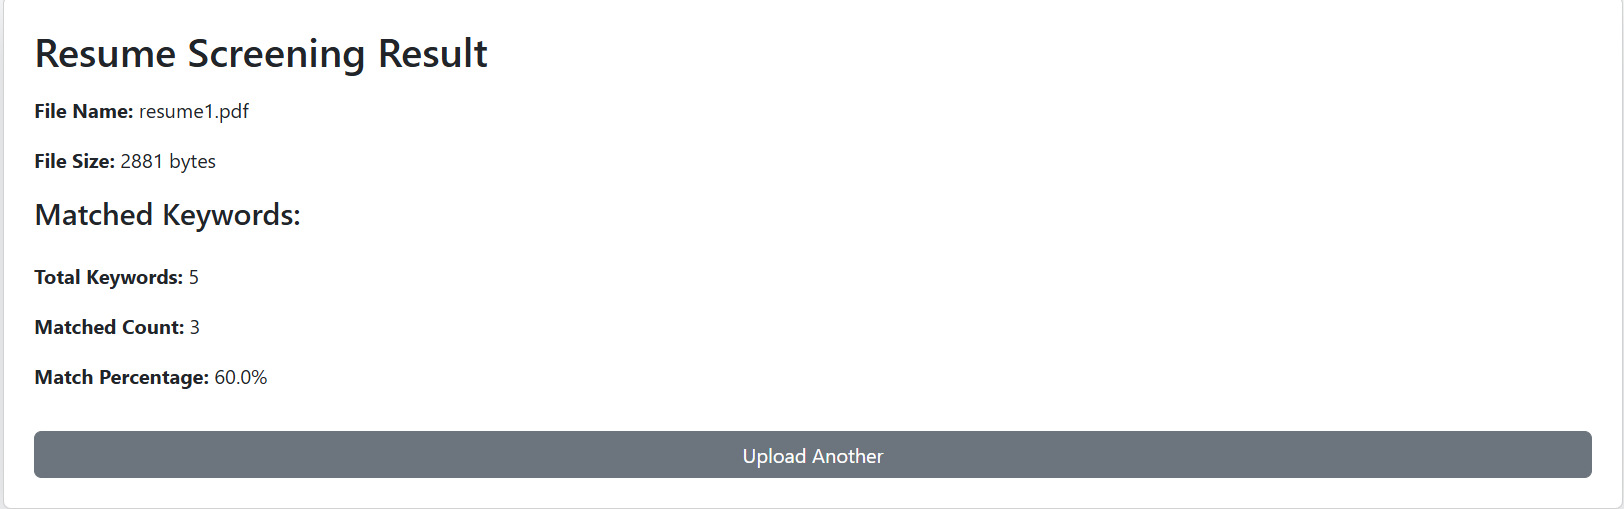 Resume Screening Result
File Name: resume1.pdf
File Size: 2881 bytes
Matched Keywords:
Total Keywords: 5
Matched Count: 3
Match Percentage: 60.0%
Upload Another